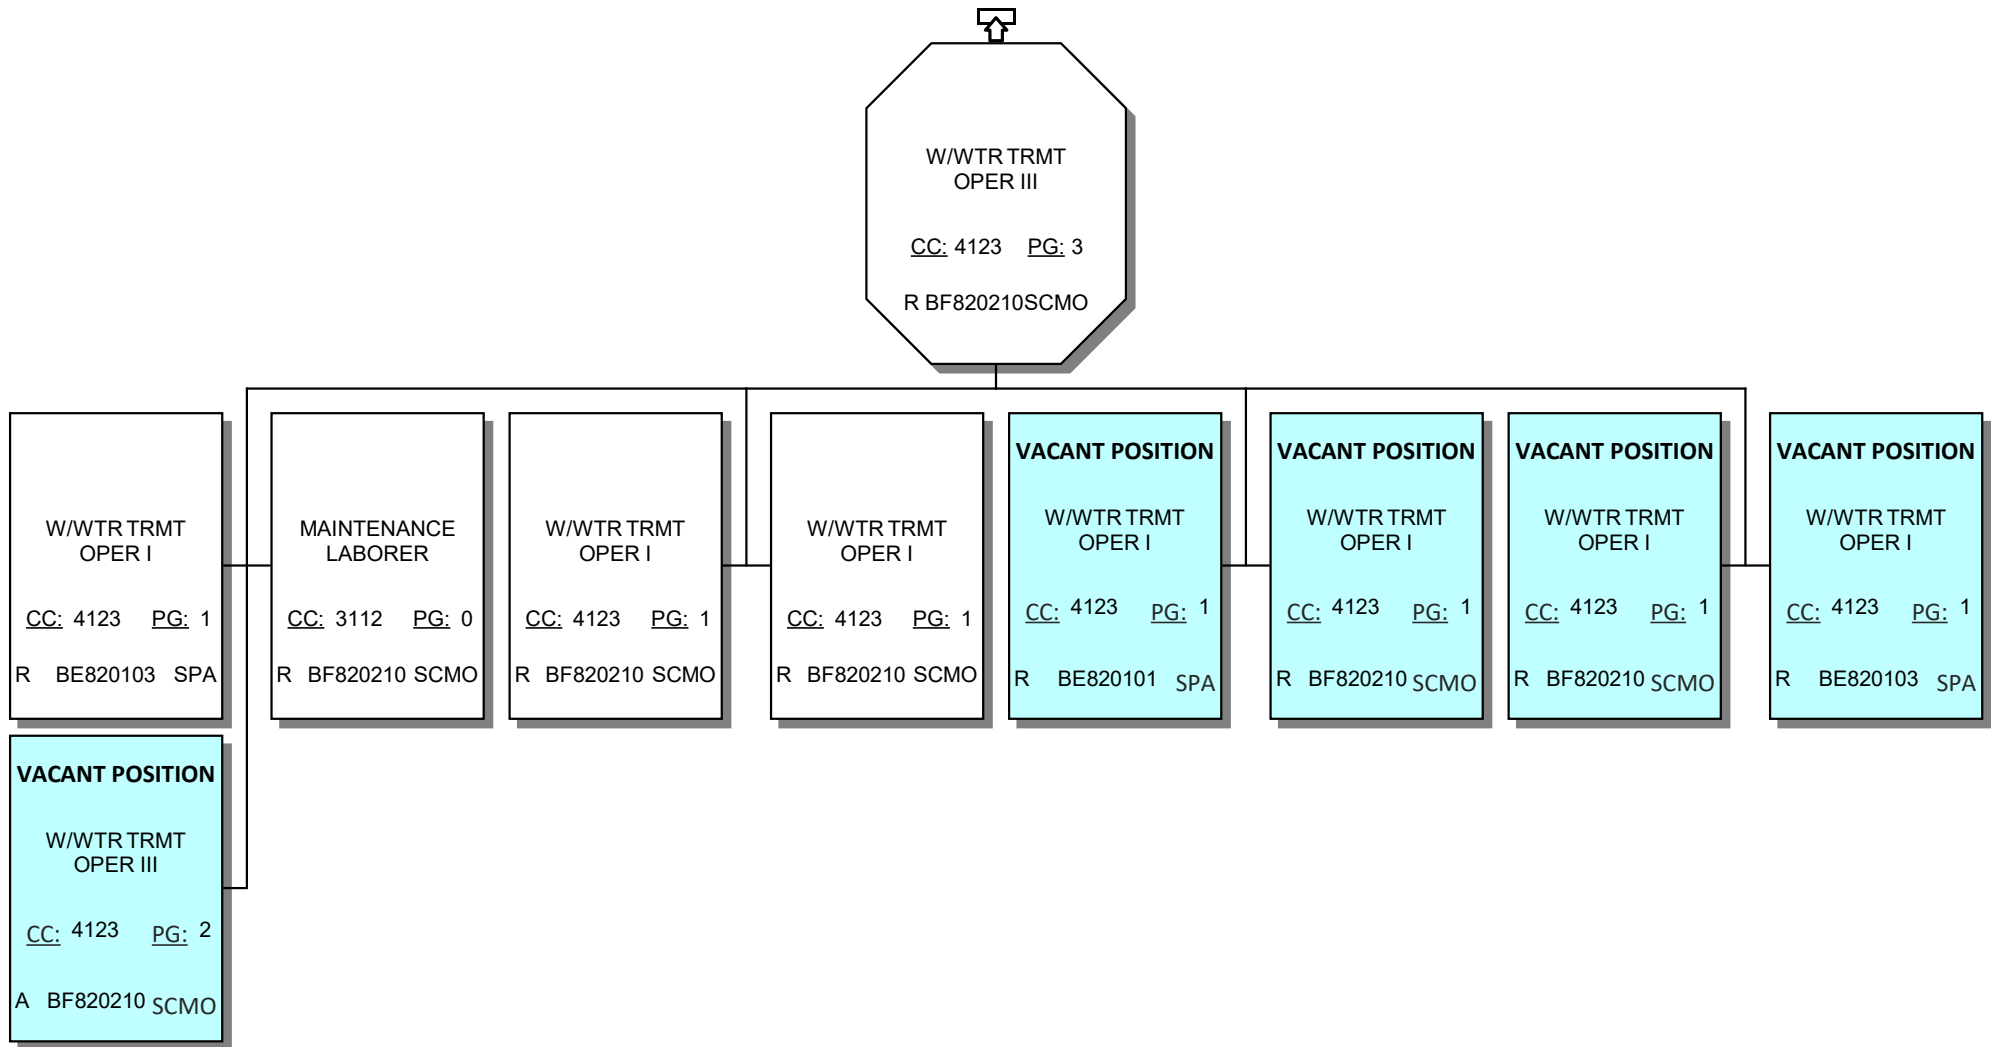 W/WTR TRMT
OPER III
CC: 4123 PG: 3
R BF820210SCMO
W/WTR TRMT
OPER I
CC: 4123 PG: 1
R BE820103 SPA
MAINTENANCE
LABORER
CC: 3112 PG: 0
R BF820210 SCMO
W/WTR TRMT
OPER I
CC: 4123 PG: 1
R BF820210 SCMO
W/WTR TRMT
OPER I
CC: 4123 PG: 1
R BF820210 SCMO
VACANT POSITION
W/WTR TRMT
OPER I
CC: 4123 PG: 1
R BE820101 SPA
VACANT POSITION
W/WTR TRMT
OPER I
CC: 4123 PG: 1
R BF820210 SCMO
VACANT POSITION
W/WTR TRMT
OPER I
CC: 4123 PG: 1
R BF820210 SCMO
VACANT POSITION
W/WTR TRMT
OPER I
CC: 4123 PG: 1
R BE820103 SPA
VACANT POSITION
W/WTR TRMT
OPER III
CC: 4123 PG: 2
A BF820210 SCMO